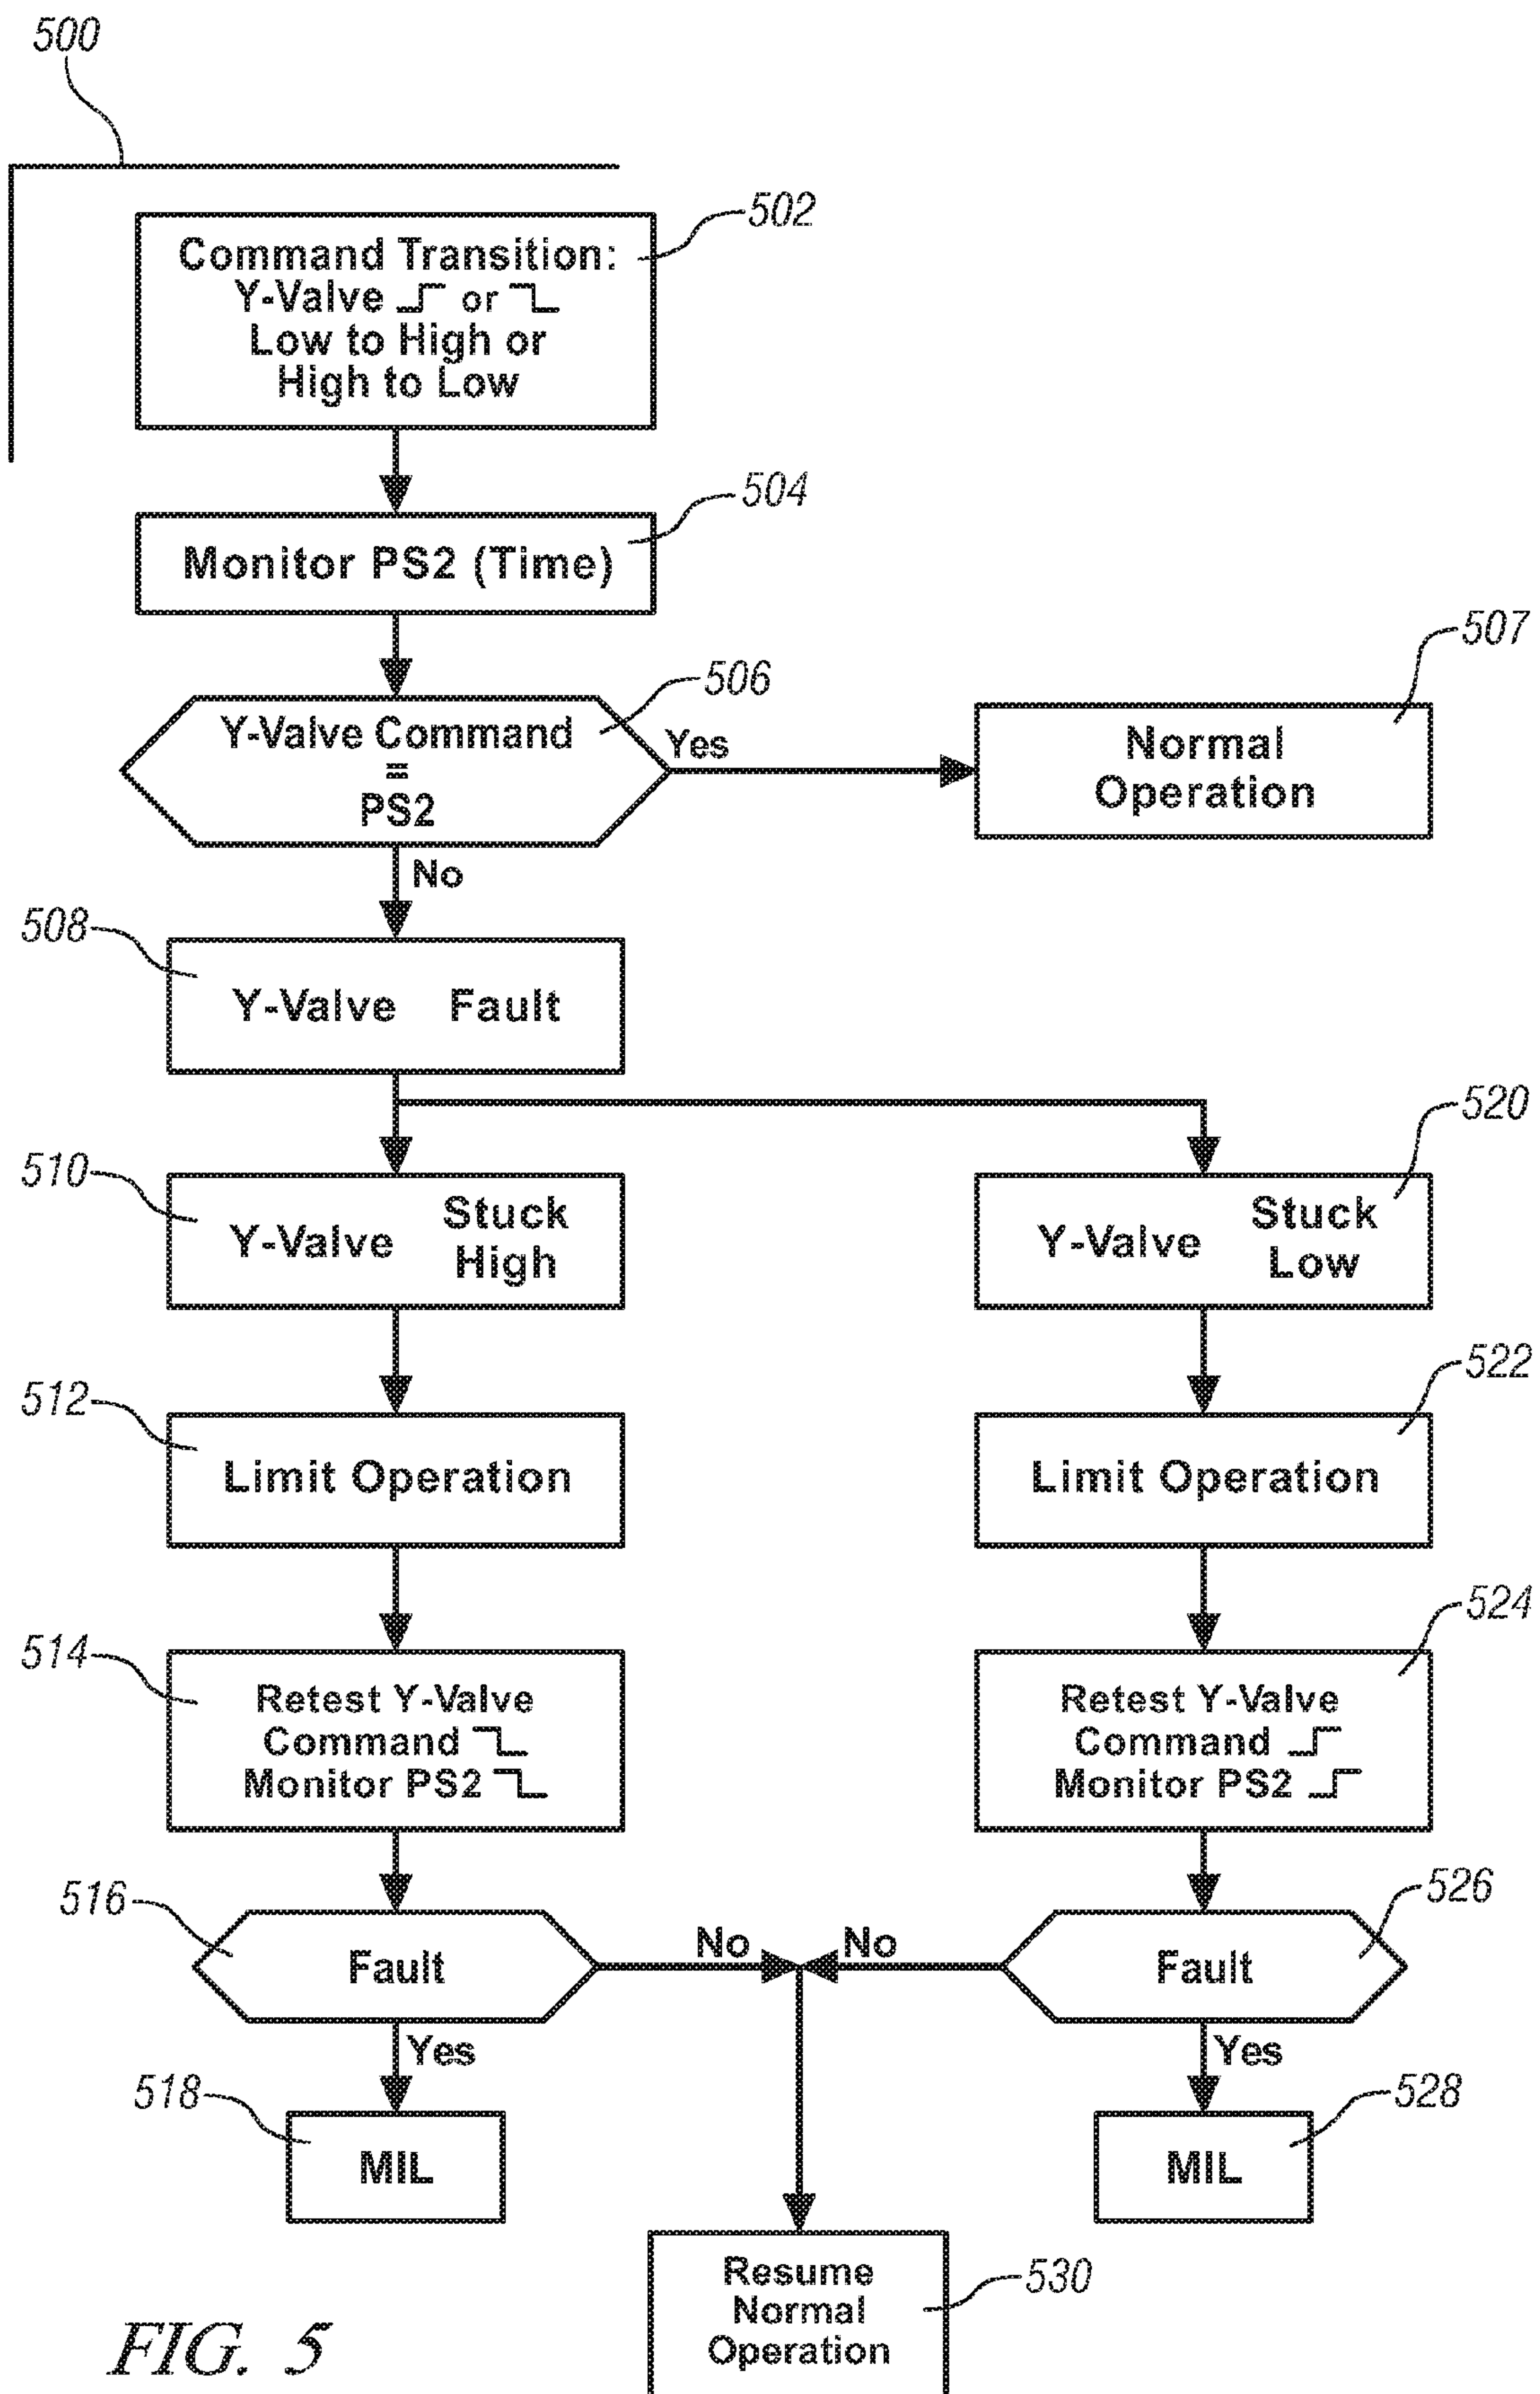 500
502
Command Transition:
Y-Valve or
Low to High or
High to Low
504
Monitor PS2 (Time)
506
Y-Valve Command
=
PS2
Yes
507
Normal
Operation
No
508
Y-Valve Fault
510
Y-Valve Stuck
High
520
Y-Valve Stuck
Low
512
Limit Operation
522
Limit Operation
514
Retest Y-Valve
Command
Monitor PS2
524
Retest Y-Valve
Command
Monitor PS2
516
Fault
No
No
526
Fault
Yes
Yes
518
MIL
528
MIL
530
Resume
Normal
Operation
FIG. 5